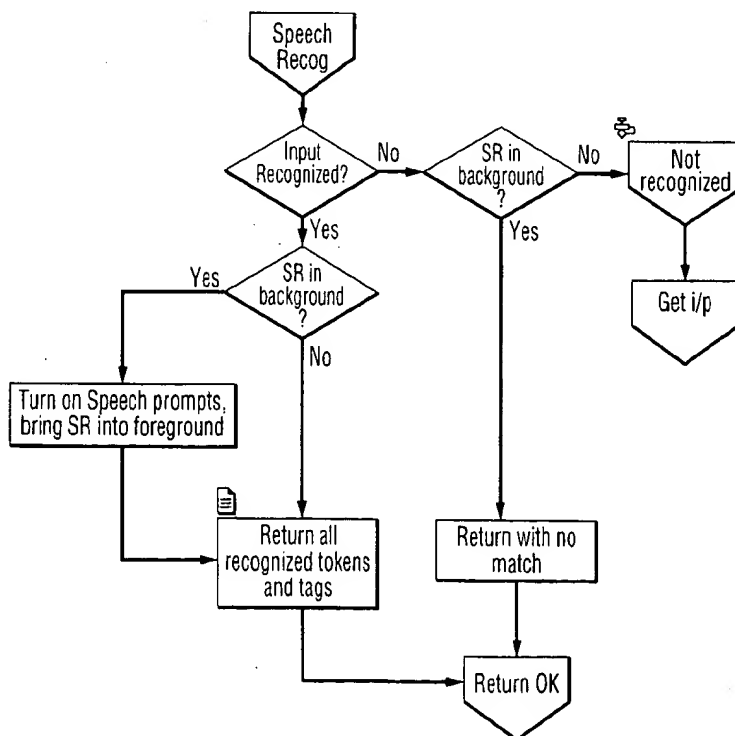 Speech
Recog
Input
Recognized?
No
SR in
background
?
No
Not
recognized
Yes
Yes
SR in
background
?
Yes
Get i/p
No
Turn on Speech prompts,
bring SR into foreground
Return all
recognized tokens
and tags
Return with no
match
Return OK